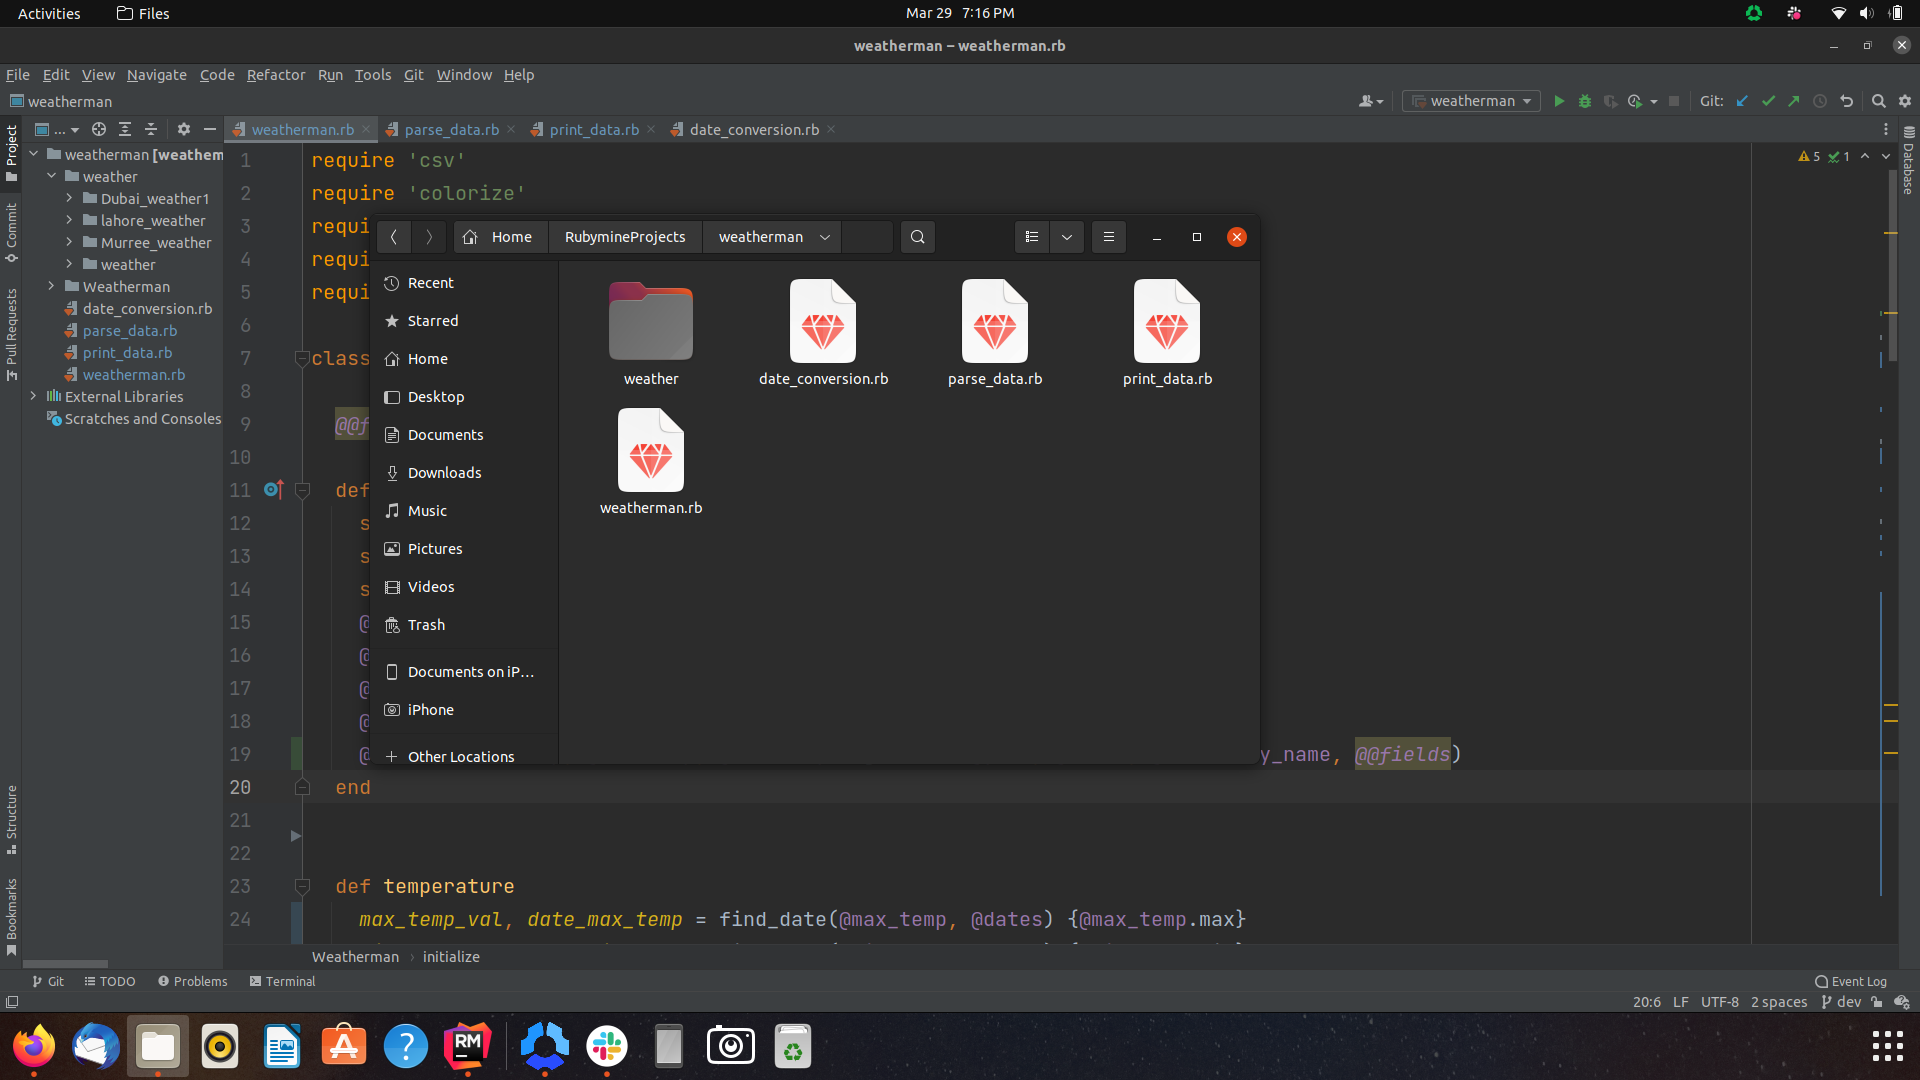 Activities Files Mar 29 7:16 PM
weatherman – weatherman.rb
File Edit View Navigate Code Refactor Run Tools Git Window Help
weatherman weatherman Git:
... weatherman.rb parse_data.rb print_data.rb date_conversion.rb
Project
Commit
Pull Requests
Structure
Bookmarks
weatherman [weathem
weather
Dubai_weather1
lahore_weather
Murree_weather
weather
Weatherman
date_conversion.rb
parse_data.rb
print_data.rb
weatherman.rb
External Libraries
Scratches and Consoles
5 1
Database
1 require 'csv'
2 require 'colorize'
3 requi
4 requi
5 requi
6
7 class
8
9 @@f
10
11 def
12 s
13 s
14 s
15 @
16 @
17 @
18 @
19 @ y_name, @@fields)
20 end
21
22
23 def temperature
24 max_temp_val, date_max_temp = find_date(@max_temp, @dates) {@max_temp.max}
Home RubymineProjects weatherman
Recent
Starred
Home
Desktop
Documents
Downloads
Music
Pictures
Videos
Trash
Documents on iP...
iPhone
Other Locations
weather date_conversion.rb parse_data.rb print_data.rb
weatherman.rb
Weatherman › initialize
Git TODO Problems Terminal Event Log
20:6 LF UTF-8 2 spaces dev
RM